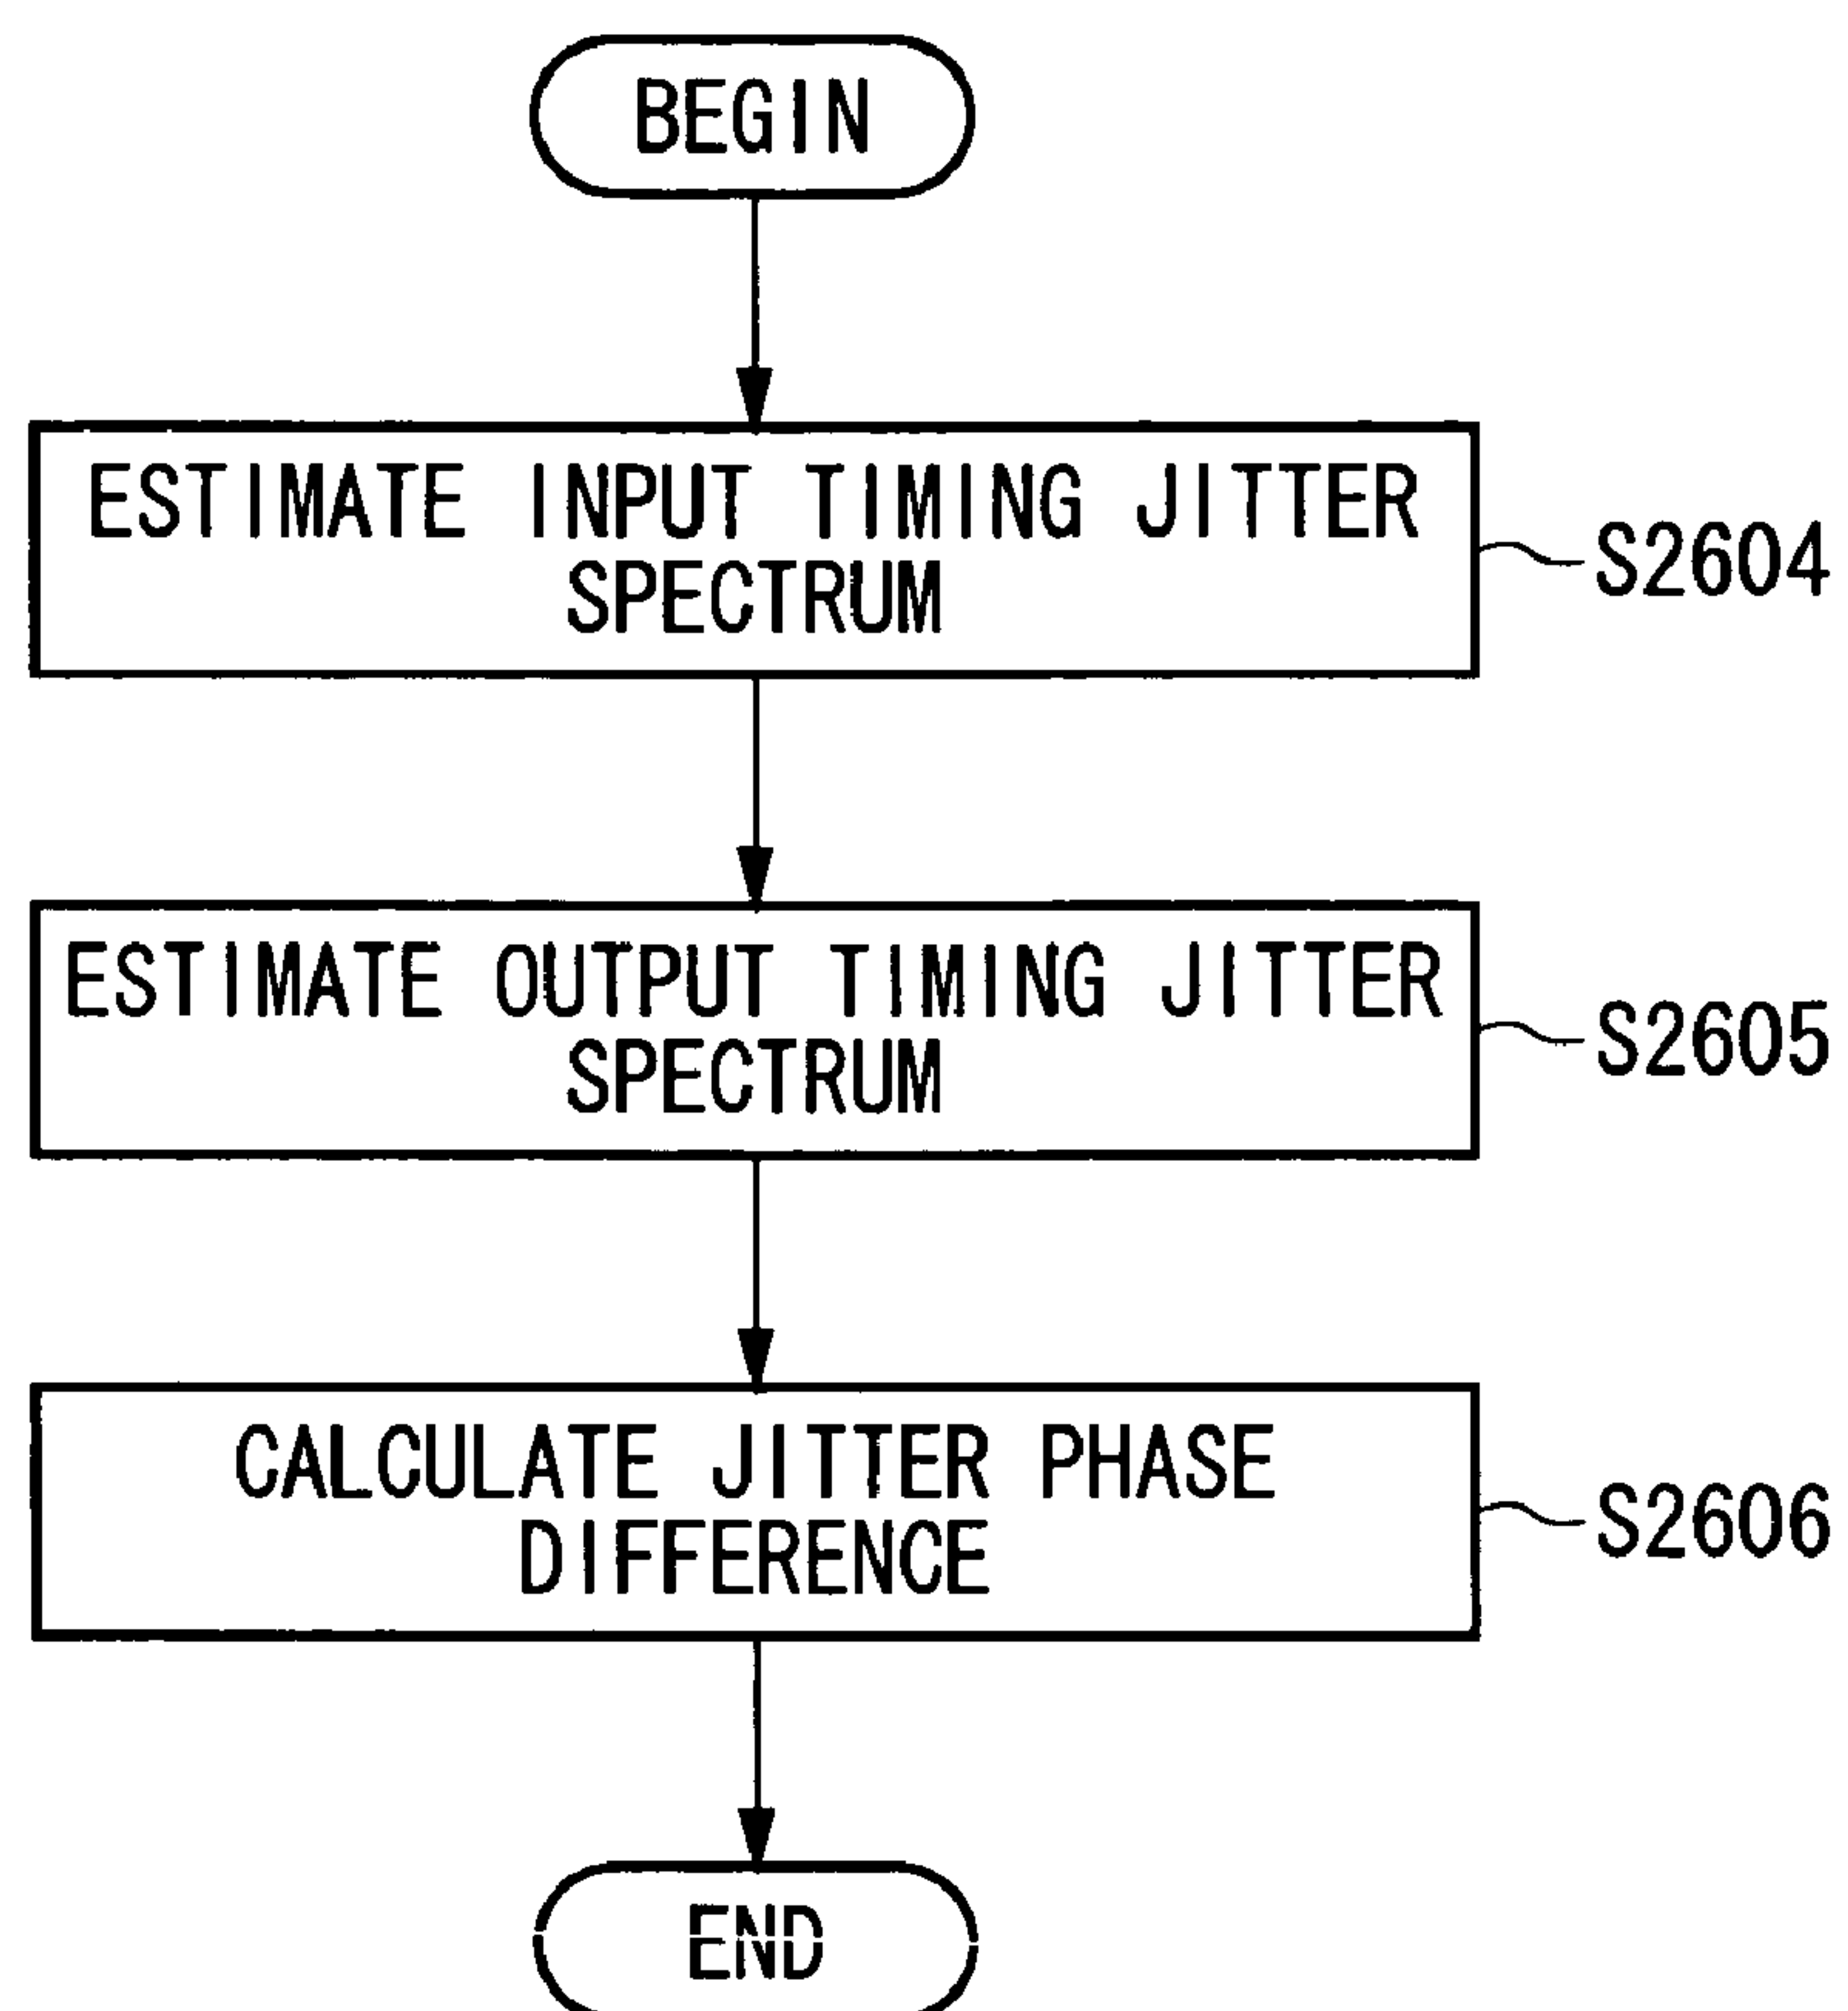 BEGIN
ESTIMATE INPUT TIMING JITTER
SPECTRUM
S2604
ESTIMATE OUTPUT TIMING JITTER
SPECTRUM
S2605
CALCULATE JITTER PHASE
DIFFERENCE
S2606
END